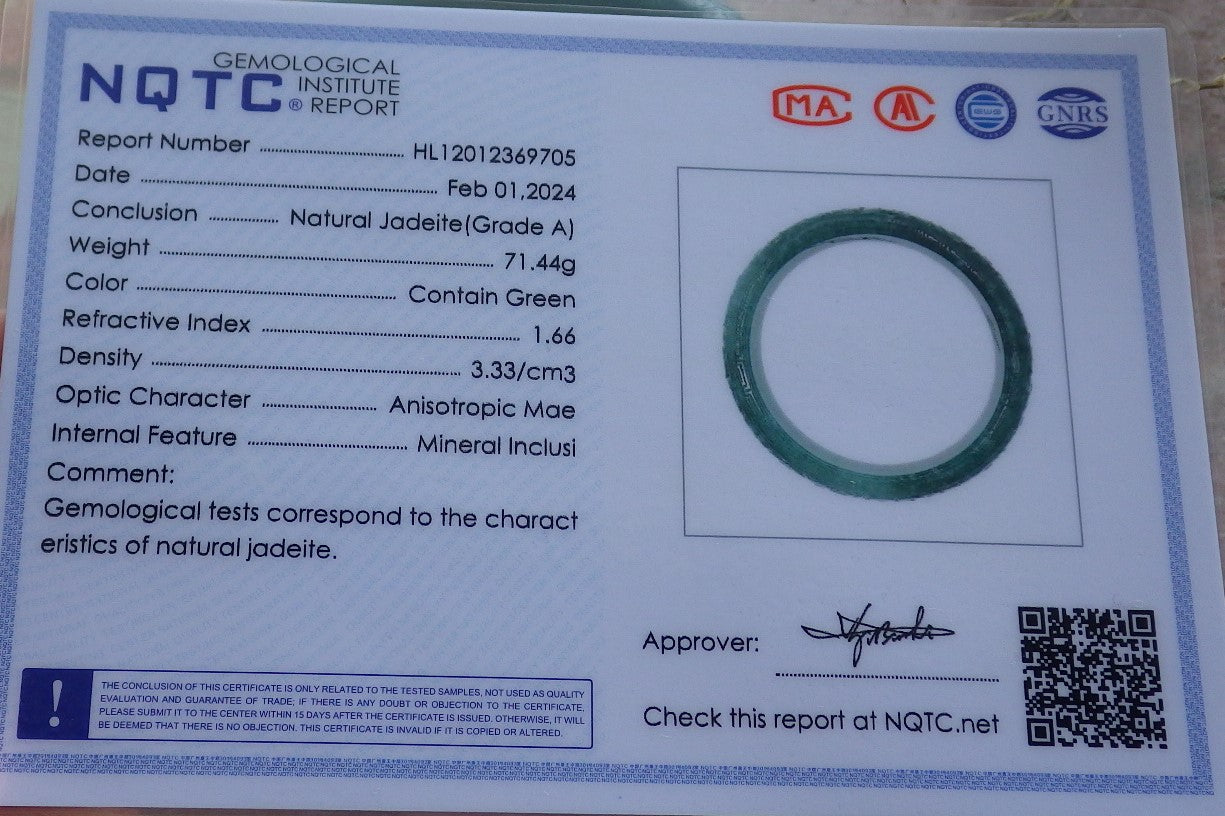 NQTC® GEMOLOGICAL INSTITUTE REPORT
Report Number HL12012369705
Date Feb 01,2024
Conclusion Natural Jadeite(Grade A)
Weight 71.44g
Color Contain Green
Refractive Index 1.66
Density 3.33/cm3
Optic Character Anisotropic Mae
Internal Feature Mineral Inclusi
Comment:
Gemological tests correspond to the charact
eristics of natural jadeite.
! THE CONCLUSION OF THIS CERTIFICATE IS ONLY RELATED TO THE TESTED SAMPLES, NOT USED AS QUALITY
EVALUATION AND GUARANTEE OF TRADE; IF THERE IS ANY DOUBT OR OBJECTION TO THE CERTIFICATE,
PLEASE SUBMIT IT TO THE CENTER WITHIN 15 DAYS AFTER THE CERTIFICATE IS ISSUED. OTHERWISE, IT WILL
BE DEEMED THAT THERE IS NO OBJECTION. THIS CERTIFICATE IS INVALID IF IT IS COPIED OR ALTERED.
MA
GNRS
Approver:
Check this report at NQTC.net